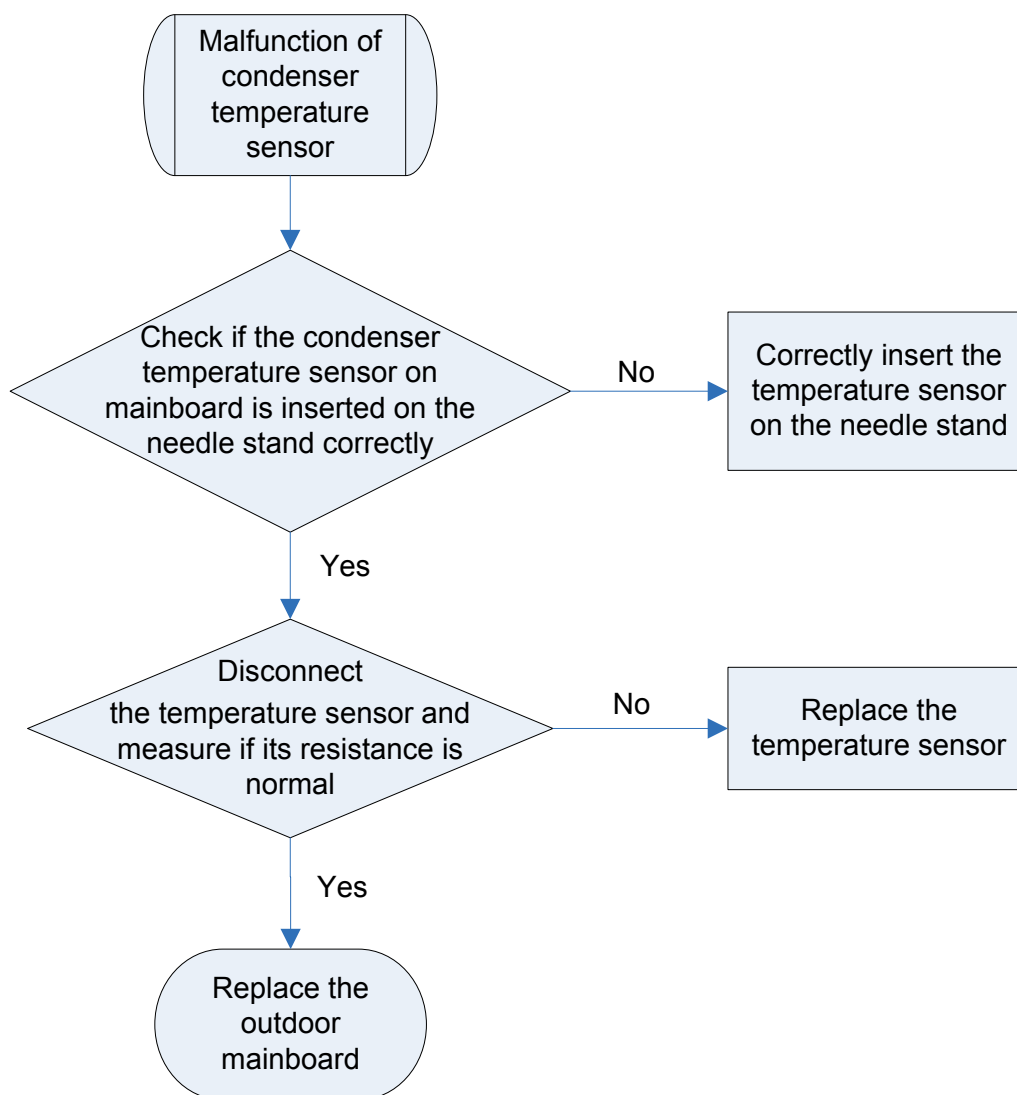 Malfunction of
condenser
temperature
sensor
Check if the condenser
temperature sensor on
mainboard is inserted on the
needle stand correctly
No
Correctly insert the
temperature sensor
on the needle stand
Yes
Disconnect
the temperature sensor and
measure if its resistance is
normal
No
Replace the
temperature sensor
Yes
Replace the
outdoor
mainboard